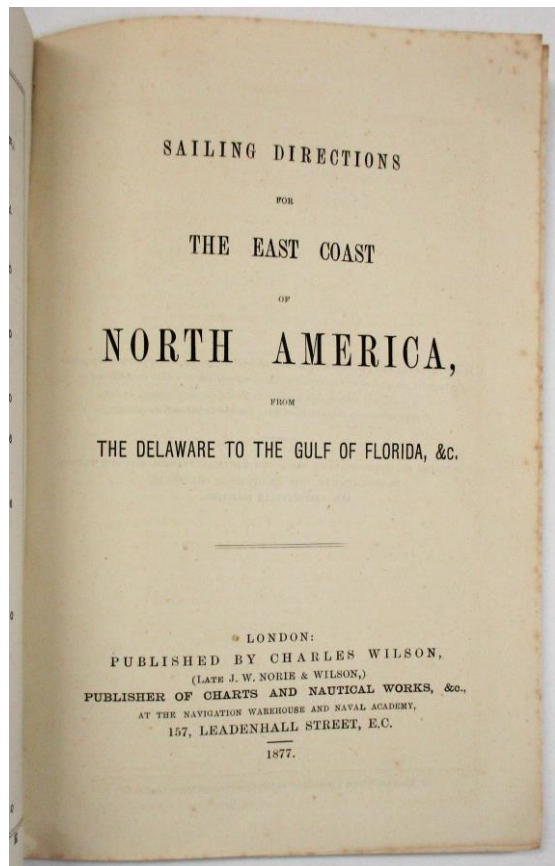 SAILING DIRECTIONS
FOR
THE EAST COAST
OF
NORTH AMERICA,
FROM
THE DELAWARE TO THE GULF OF FLORIDA, &c.
LONDON:
PUBLISHED BY CHARLES WILSON,
(LATE J. W. NORIE & WILSON,)
PUBLISHER OF CHARTS AND NAUTICAL WORKS, &c.,
AT THE NAVIGATION WAREHOUSE AND NAVAL ACADEMY,
157, LEADENHALL STREET, E.C.
1877.